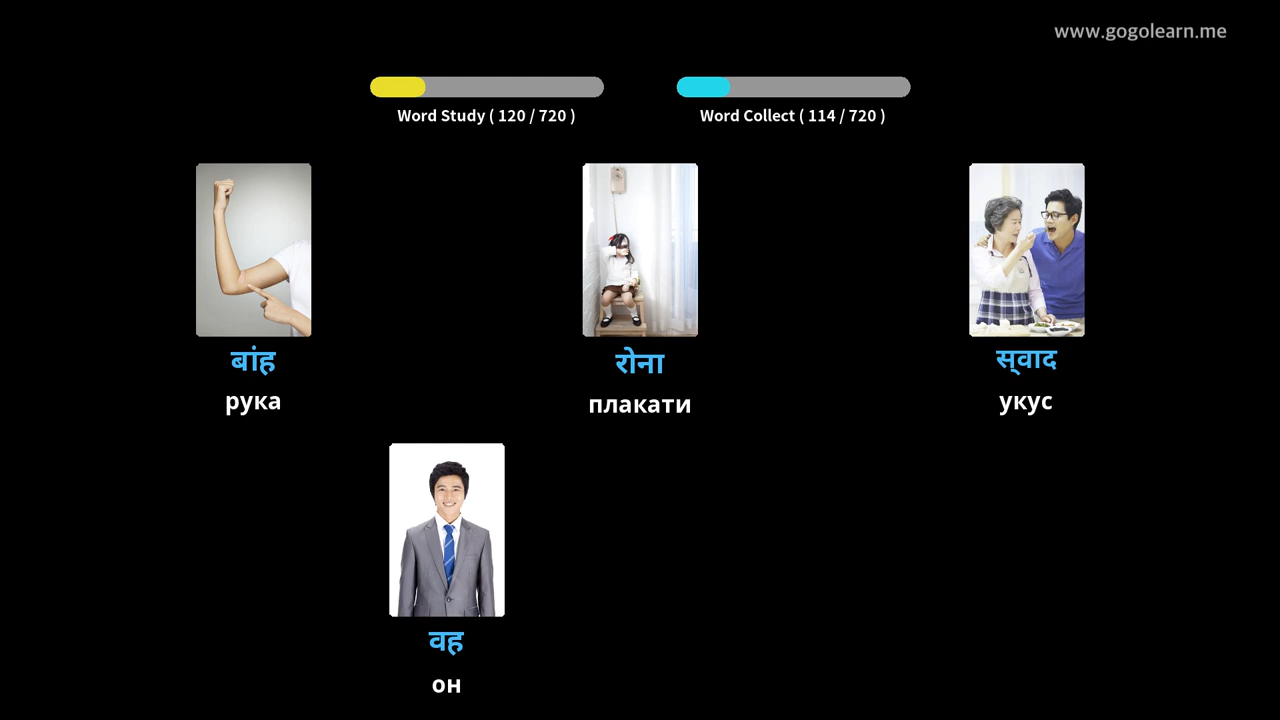 www.gogolearn.me
Word Study ( 120 / 720 )
Word Collect ( 114 / 720 )
बांह
рука
रोना
плакати
स्वाद
укус
वह
он